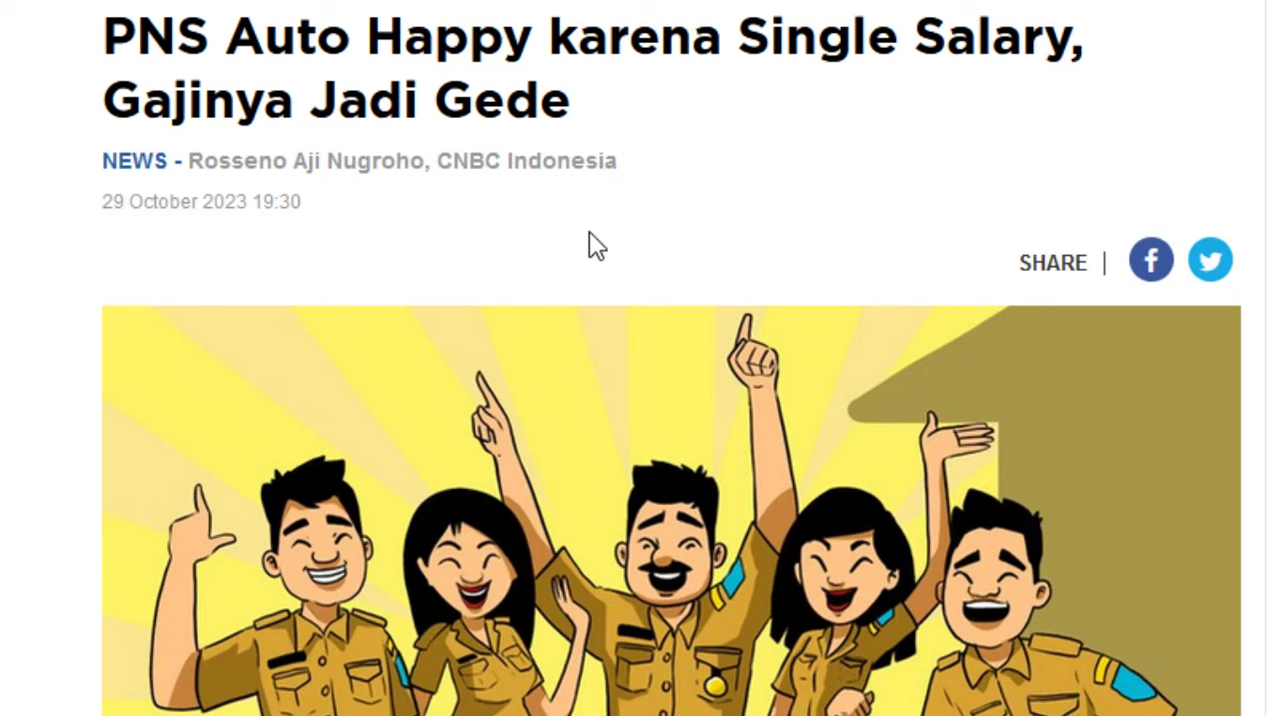 PNS Auto Happy karena Single Salary,
Gajinya Jadi Gede
NEWS - Rosseno Aji Nugroho, CNBC Indonesia
29 October 2023 19:30
SHARE |